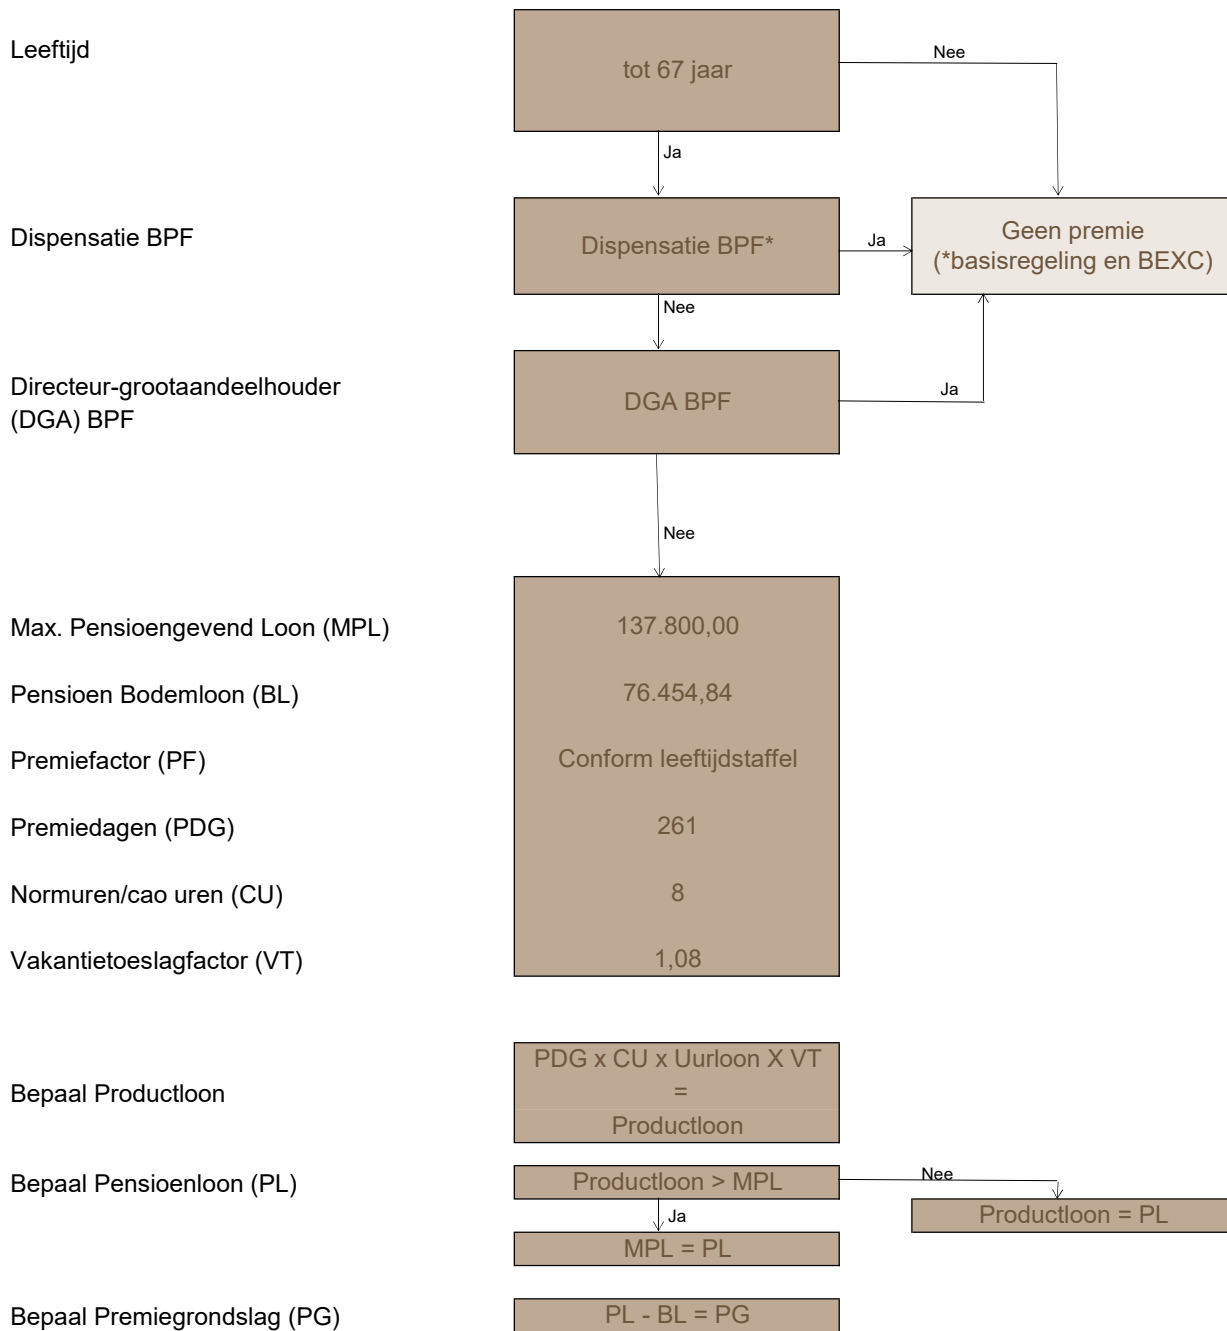 Leeftijd
tot 67 jaar
Nee
Ja
Dispensatie BPF
Dispensatie BPF*
Ja
Geen premie
(*basisregeling en BEXC)
Nee
Directeur-grootaandeelhouder
(DGA) BPF
DGA BPF
Ja
Nee
Max. Pensioengevend Loon (MPL)
137.800,00
Pensioen Bodemloon (BL)
76.454,84
Premiefactor (PF)
Conform leeftijdstaffel
Premiedagen (PDG)
261
Normuren/cao uren (CU)
8
Vakantietoeslagfactor (VT)
1,08
Bepaal Productloon
PDG x CU x Uurloon X VT
=
Productloon
Bepaal Pensioenloon (PL)
Productloon > MPL
Nee
Ja
Productloon = PL
MPL = PL
Bepaal Premiegrondslag (PG)
PL - BL = PG